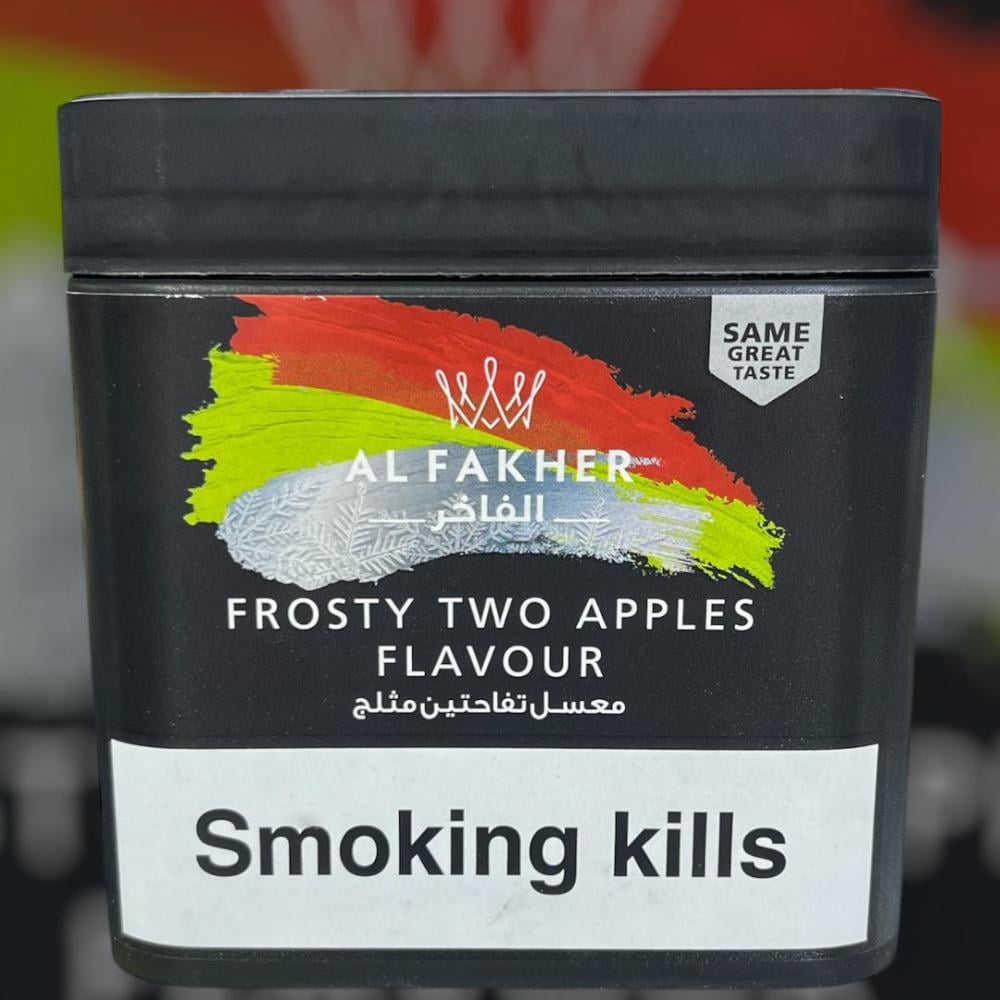 SAME
GREAT
TASTE
AL FAKHER
الفاخر
FROSTY TWO APPLES
FLAVOUR
معسل تفاحتين مثلج
Smoking kills